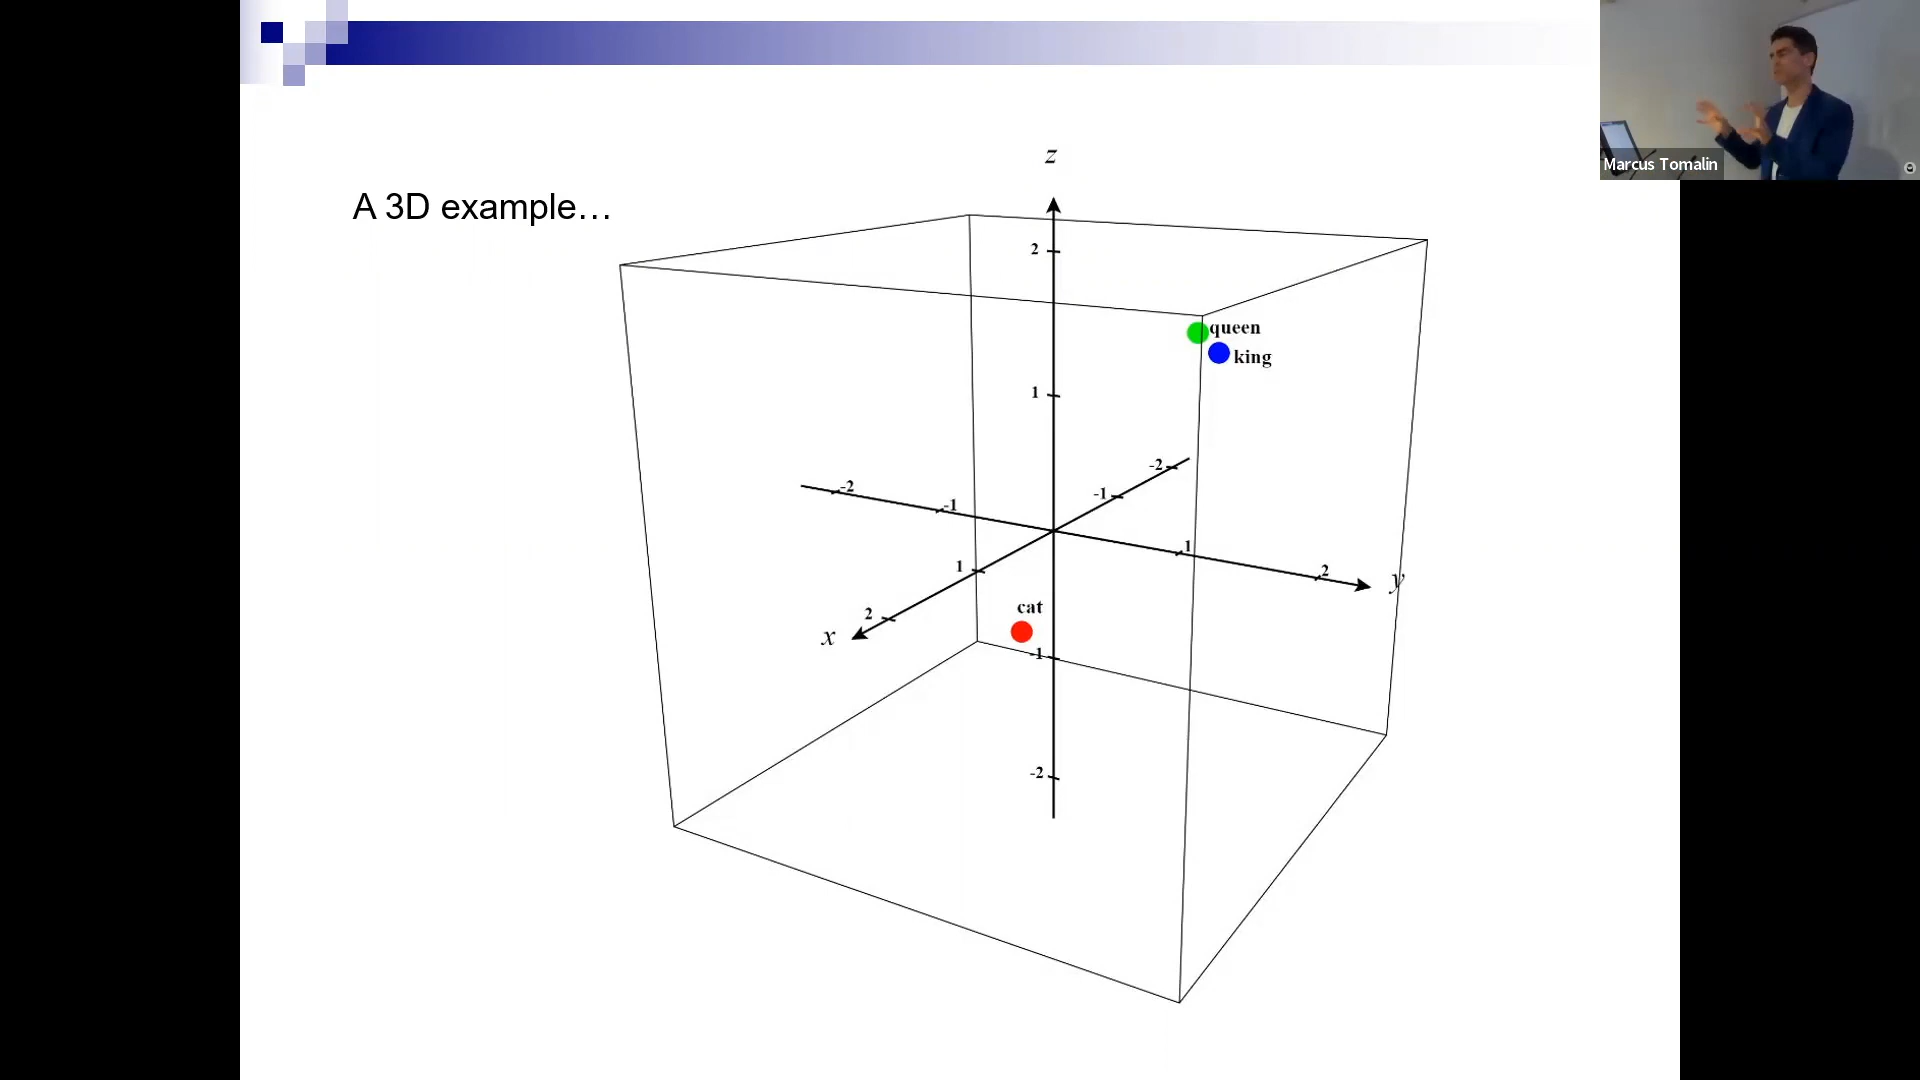 Marcus Tomalin
A 3D example…
z
2
queen
king
1
-2
-2
-1
-1
1
1
2
y
2
x
cat
-1
-2